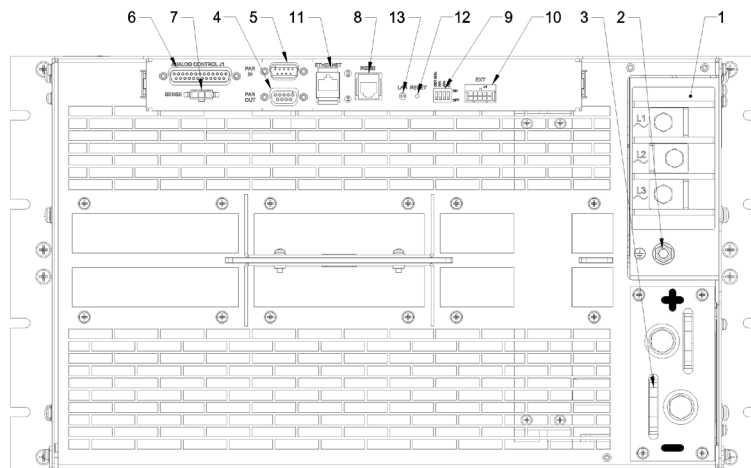 6 7 4 5 11 8 13 12 9 10 3 2 1
ANALOG CONTROL J1
PAR IN
ETHERNET
RS232
EXT
SENSE
PAR OUT
LAN RESET
ON
OFF
L1
L2
L3